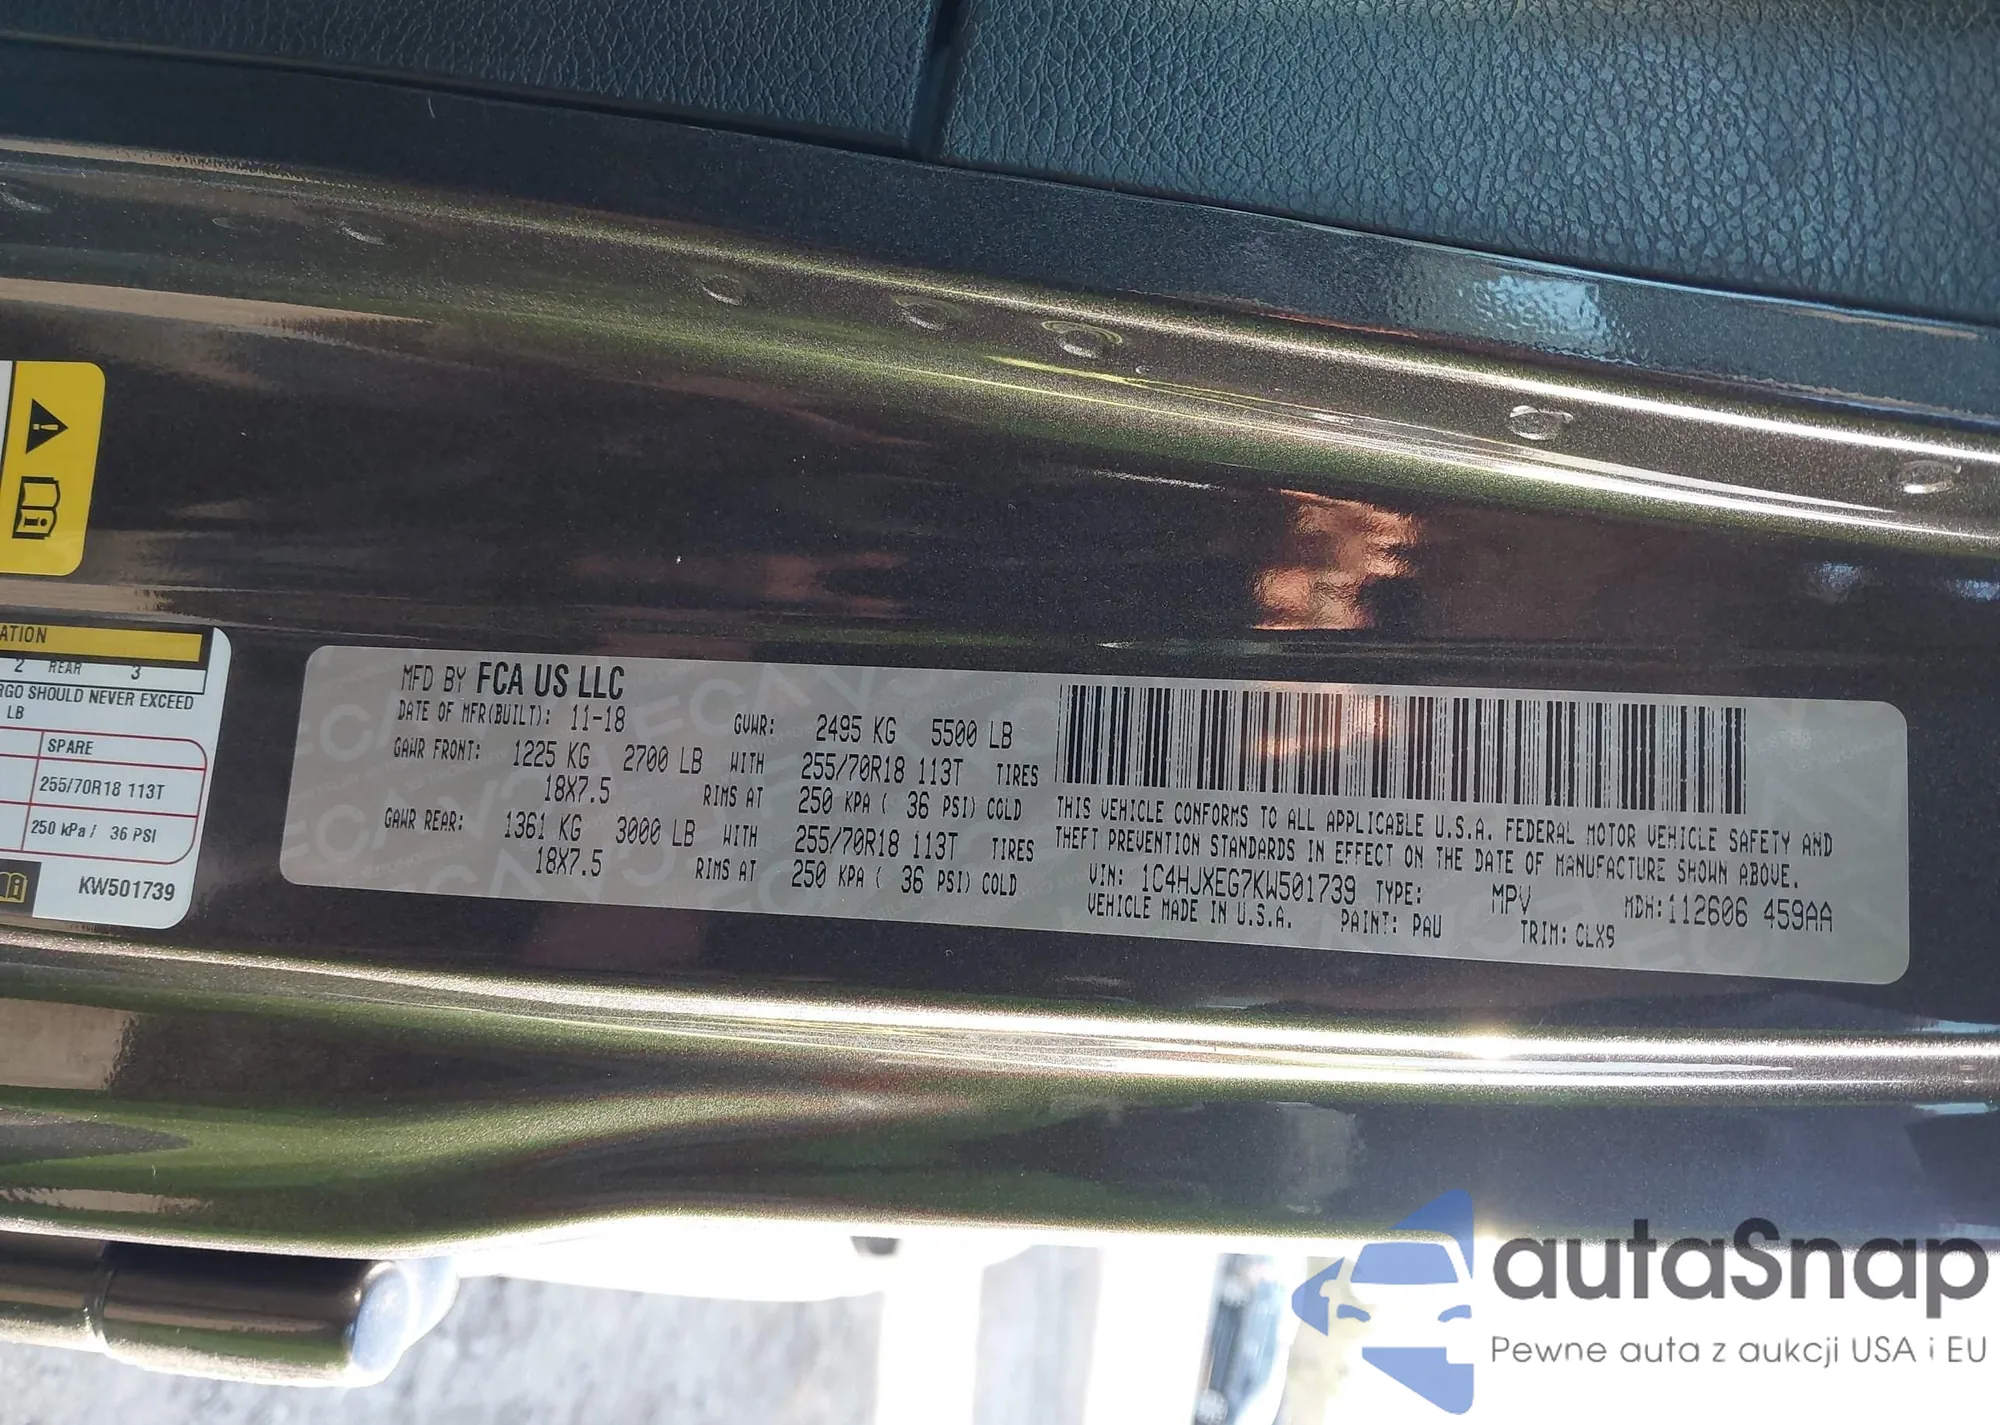 ATION
2 REAR 3
RGO SHOULD NEVER EXCEED
LB
SPARE
255/70R18 113T
250 kPa / 36 PSI
KW501739
MFD BY FCA US LLC
DATE OF MFR(BUILT): 11-18 GVWR: 2495 KG 5500 LB
GAWR FRONT: 1225 KG 2700 LB WITH 255/70R18 113T TIRES
18X7.5 RIMS AT 250 KPA ( 36 PSI) COLD
GAWR REAR: 1361 KG 3000 LB WITH 255/70R18 113T TIRES
18X7.5 RIMS AT 250 KPA ( 36 PSI) COLD
THIS VEHICLE CONFORMS TO ALL APPLICABLE U.S.A. FEDERAL MOTOR VEHICLE SAFETY AND
THEFT PREVENTION STANDARDS IN EFFECT ON THE DATE OF MANUFACTURE SHOWN ABOVE.
VIN: 1C4HJXEG7KW501739 TYPE: MPV MDH:112606 459AA
VEHICLE MADE IN U.S.A. PAINT: PAU TRIM: CLX9
autaSnap
Pewne auta z aukcji USA i EU